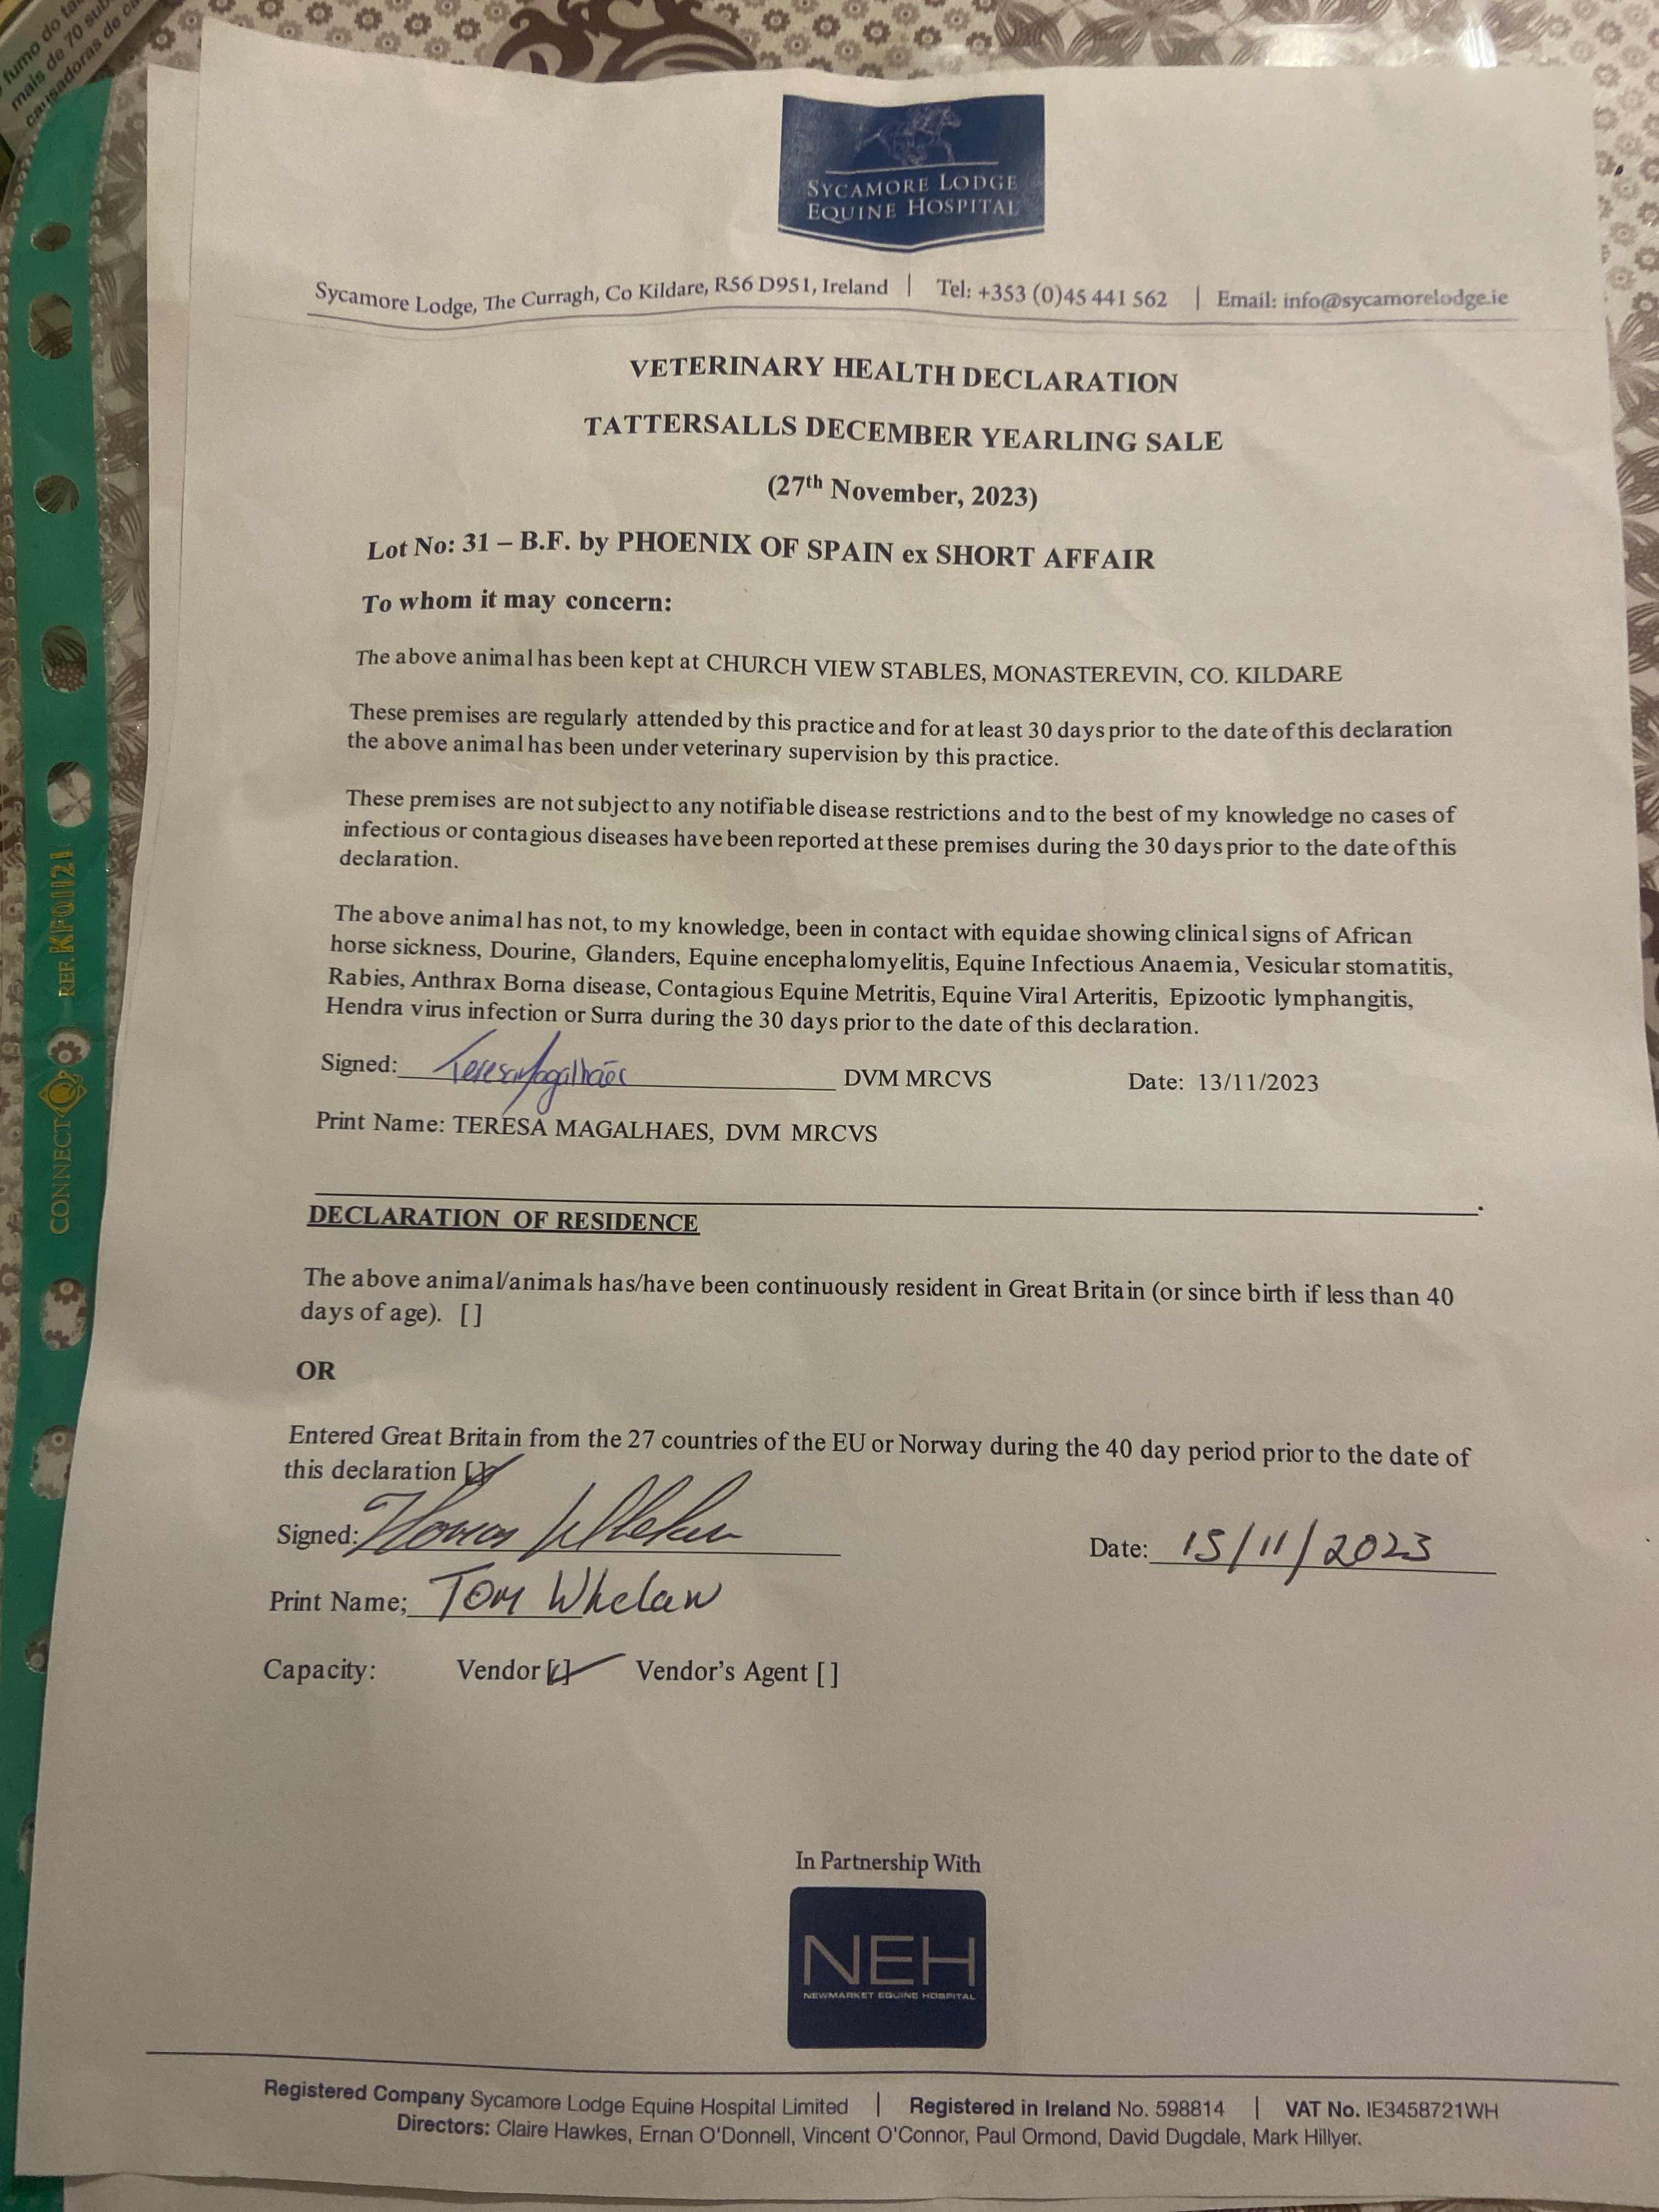 fumo do
mais de 70 sub
causadoras de
SYCAMORE LODGE
EQUINE HOSPITAL
Sycamore Lodge, The Curragh, Co Kildare, R56 D951, Ireland | Tel: +353 (0)45 441 562 | Email: info@sycamorelodge.ie
VETERINARY HEALTH DECLARATION
TATTERSALLS DECEMBER YEARLING SALE
(27th November, 2023)
Lot No: 31 – B.F. by PHOENIX OF SPAIN ex SHORT AFFAIR
To whom it may concern:
The above animal has been kept at CHURCH VIEW STABLES, MONASTEREVIN, CO. KILDARE
These premises are regularly attended by this practice and for at least 30 days prior to the date of this declaration
the above animal has been under veterinary supervision by this practice.
These premises are not subject to any notifiable disease restrictions and to the best of my knowledge no cases of
infectious or contagious diseases have been reported at these premises during the 30 days prior to the date of this
declaration.
The above animal has not, to my knowledge, been in contact with equidae showing clinical signs of African
horse sickness, Dourine, Glanders, Equine encephalomyelitis, Equine Infectious Anaemia, Vesicular stomatitis,
Rabies, Anthrax Borna disease, Contagious Equine Metritis, Equine Viral Arteritis, Epizootic lymphangitis,
Hendra virus infection or Surra during the 30 days prior to the date of this declaration.
Signed: Teresa Magalhães DVM MRCVS Date: 13/11/2023
Print Name: TERESA MAGALHAES, DVM MRCVS
DECLARATION OF RESIDENCE
The above animal/animals has/have been continuously resident in Great Britain (or since birth if less than 40
days of age). [ ]
OR
Entered Great Britain from the 27 countries of the EU or Norway during the 40 day period prior to the date of
this declaration [✓]
Signed: Thomas Whelan Date: 15/11/2023
Print Name; Tom Whelan
Capacity: Vendor [✓] Vendor's Agent [ ]
In Partnership With
NEH
NEWMARKET EQUINE HOSPITAL
Registered Company Sycamore Lodge Equine Hospital Limited | Registered in Ireland No. 598814 | VAT No. IE3458721WH
Directors: Claire Hawkes, Ernan O'Donnell, Vincent O'Connor, Paul Ormond, David Dugdale, Mark Hillyer.
CONNECT REF. KF01121